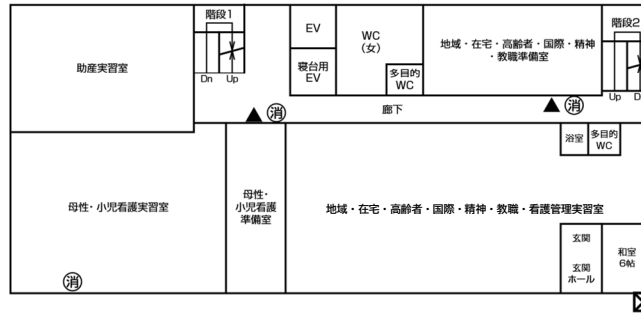 階段1
EV
WC
(女)
地域・在宅・高齢者・国際・精神
・教職準備室
階段2
助産実習室
寝台用
EV
多目的
WC
Dn
Up
Up
消
消
廊下
浴室
多目的
WC
母性・小児看護実習室
母性・
小児看護
準備室
地域・在宅・高齢者・国際・精神・教職・看護管理実習室
玄関
玄関
ホール
和室
6帖
消